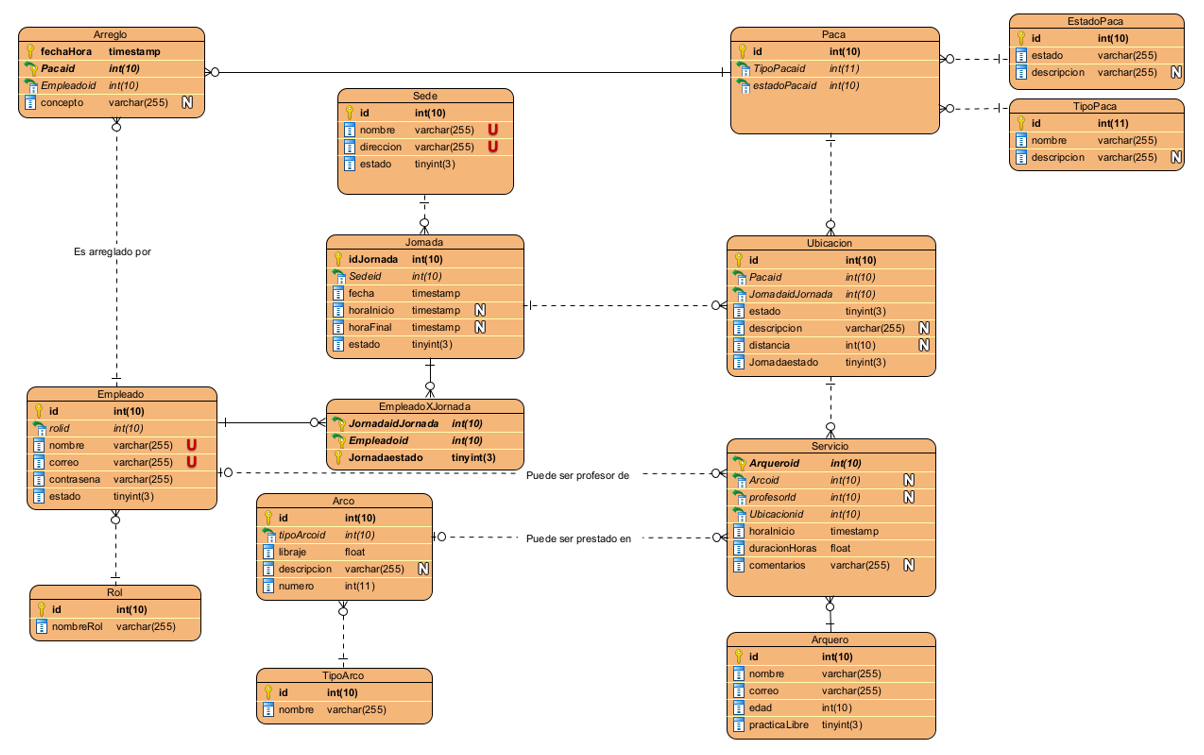 Arreglo
fechaHora timestamp
Pacaid int(10)
Empleadoid int(10)
concepto varchar(255) N
Paca
id int(10)
TipoPacaid int(11)
estadoPacaid int(10)
EstadoPaca
id int(10)
estado varchar(255)
descripcion varchar(255) N
TipoPaca
id int(11)
nombre varchar(255)
descripcion varchar(255) N
Sede
id int(10)
nombre varchar(255) U
direccion varchar(255) U
estado tinyint(3)
Es arreglado por
Jornada
idJornada int(10)
Sedeid int(10)
fecha timestamp
horaInicio timestamp N
horaFinal timestamp N
estado tinyint(3)
Ubicacion
id int(10)
Pacaid int(10)
JornadaidJornada int(10)
estado tinyint(3)
descripcion varchar(255) N
distancia int(10) N
Jornadaestado tinyint(3)
Empleado
id int(10)
rolid int(10)
nombre varchar(255) U
correo varchar(255) U
contrasena varchar(255)
estado tinyint(3)
EmpleadoXJornada
JornadaidJornada int(10)
Empleadoid int(10)
Jornadaestado tinyint(3)
Puede ser profesor de
Servicio
Arqueroid int(10)
Arcoid int(10) N
profesorId int(10) N
Ubicacionid int(10)
horaInicio timestamp
duracionHoras float
comentarios varchar(255) N
Arco
id int(10)
tipoArcoid int(10)
libraje float
descripcion varchar(255) N
numero int(11)
Puede ser prestado en
Rol
id int(10)
nombreRol varchar(255)
TipoArco
id int(10)
nombre varchar(255)
Arquero
id int(10)
nombre varchar(255)
correo varchar(255)
edad int(10)
practicaLibre tinyint(3)